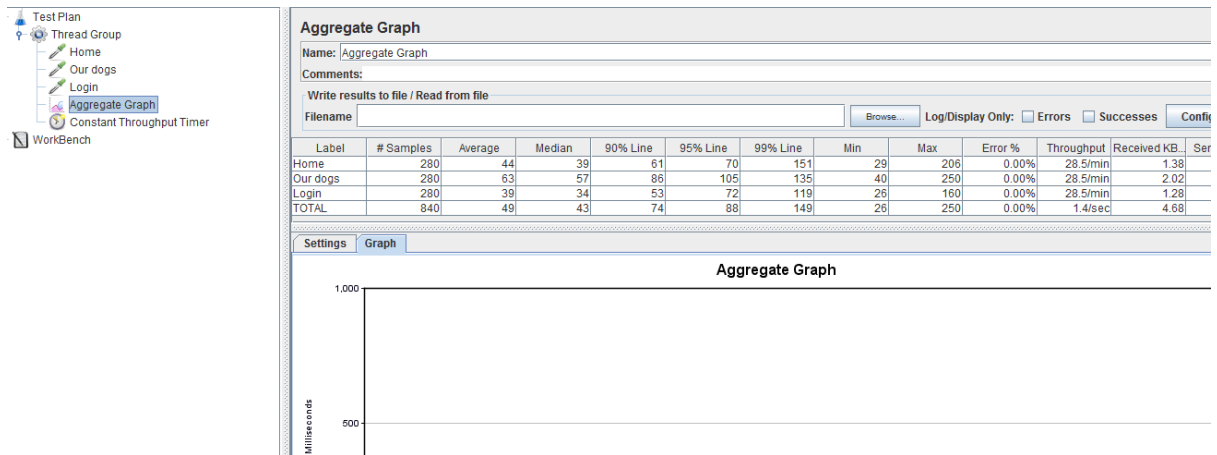 Test Plan
Thread Group
Home
Our dogs
Login
Aggregate Graph
Constant Throughput Timer
WorkBench
Aggregate Graph
Name: Aggregate Graph
Comments:
Write results to file / Read from file
Filename Browse... Log/Display Only: Errors Successes Config
Label # Samples Average Median 90% Line 95% Line 99% Line Min Max Error % Throughput Received KB... Sen
Home 280 44 39 61 70 151 29 206 0.00% 28.5/min 1.38
Our dogs 280 63 57 86 105 135 40 250 0.00% 28.5/min 2.02
Login 280 39 34 53 72 119 26 160 0.00% 28.5/min 1.28
TOTAL 840 49 43 74 88 149 26 250 0.00% 1.4/sec 4.68
Settings Graph
Aggregate Graph
1,000
500
Milliseconds